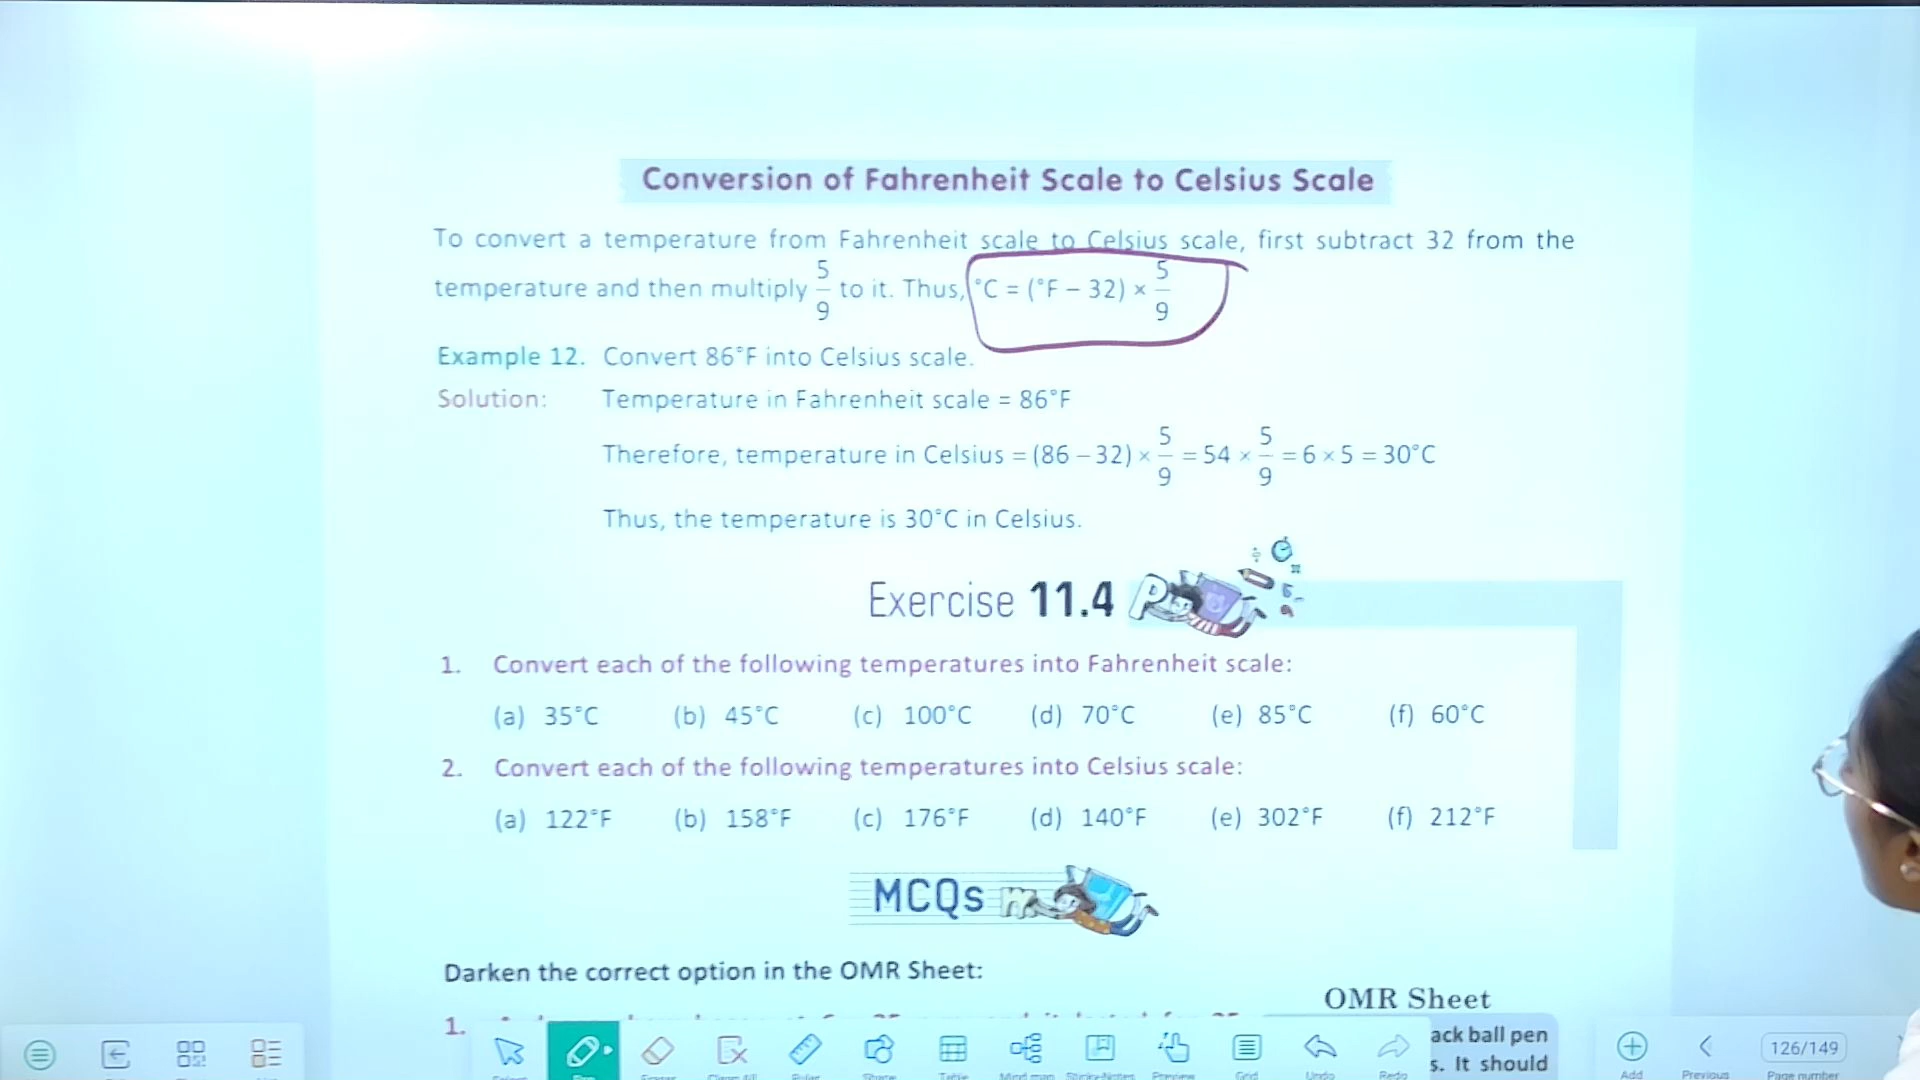 Conversion of Fahrenheit Scale to Celsius Scale
To convert a temperature from Fahrenheit scale to Celsius scale, first subtract 32 from the
temperature and then multiply 5/9 to it. Thus, °C = (°F – 32) × 5/9
Example 12. Convert 86°F into Celsius scale.
Solution: Temperature in Fahrenheit scale = 86°F
Therefore, temperature in Celsius = (86 – 32) × 5/9 = 54 × 5/9 = 6 × 5 = 30°C
Thus, the temperature is 30°C in Celsius.
Exercise 11.4
1. Convert each of the following temperatures into Fahrenheit scale:
(a) 35°C (b) 45°C (c) 100°C (d) 70°C (e) 85°C (f) 60°C
2. Convert each of the following temperatures into Celsius scale:
(a) 122°F (b) 158°F (c) 176°F (d) 140°F (e) 302°F (f) 212°F
MCQs
Darken the correct option in the OMR Sheet:
OMR Sheet
1.
ack ball pen
s. It should
126/149
Add Previous Page number